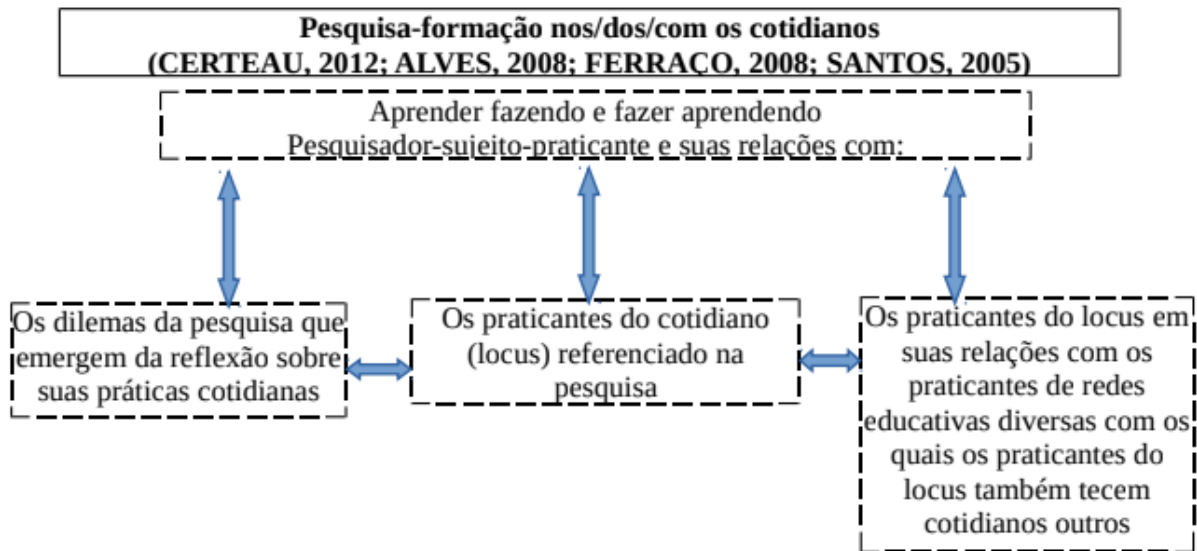 Pesquisa-formação nos/dos/com os cotidianos
(CERTEAU, 2012; ALVES, 2008; FERRAÇO, 2008; SANTOS, 2005)
Aprender fazendo e fazer aprendendo
Pesquisador-sujeito-praticante e suas relações com:
Os dilemas da pesquisa que
emergem da reflexão sobre
suas práticas cotidianas
Os praticantes do cotidiano
(locus) referenciado na
pesquisa
Os praticantes do locus em
suas relações com os
praticantes de redes
educativas diversas com os
quais os praticantes do
locus também tecem
cotidianos outros